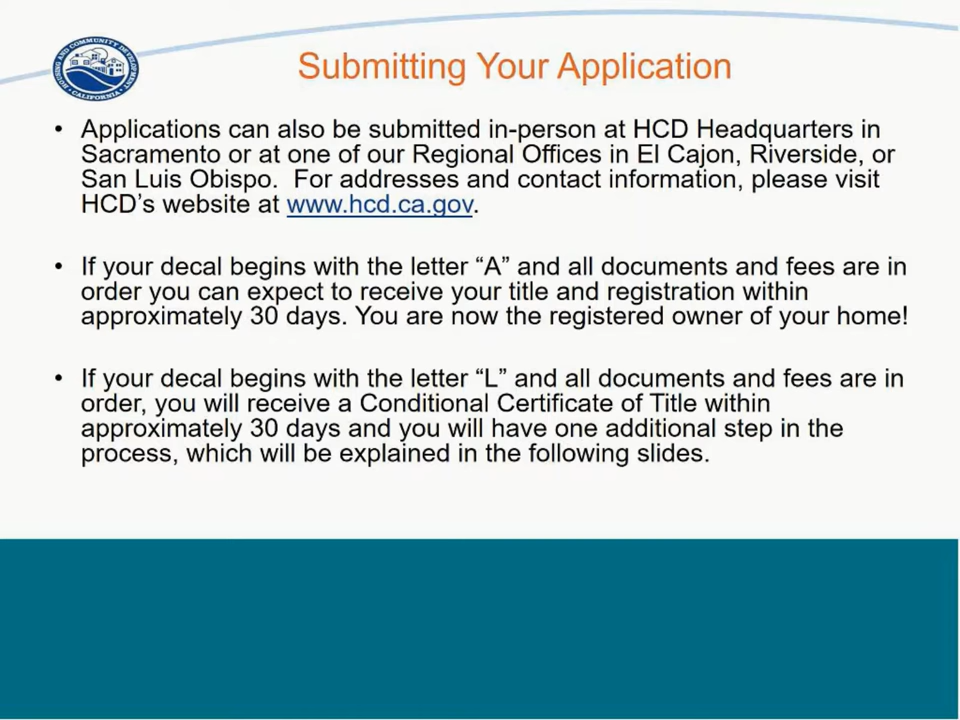 HOUSING AND COMMUNITY DEVELOPMENT
CALIFORNIA
Submitting Your Application
• Applications can also be submitted in-person at HCD Headquarters in
Sacramento or at one of our Regional Offices in El Cajon, Riverside, or
San Luis Obispo.  For addresses and contact information, please visit
HCD's website at www.hcd.ca.gov.
• If your decal begins with the letter “A” and all documents and fees are in
order you can expect to receive your title and registration within
approximately 30 days. You are now the registered owner of your home!
• If your decal begins with the letter “L” and all documents and fees are in
order, you will receive a Conditional Certificate of Title within
approximately 30 days and you will have one additional step in the
process, which will be explained in the following slides.